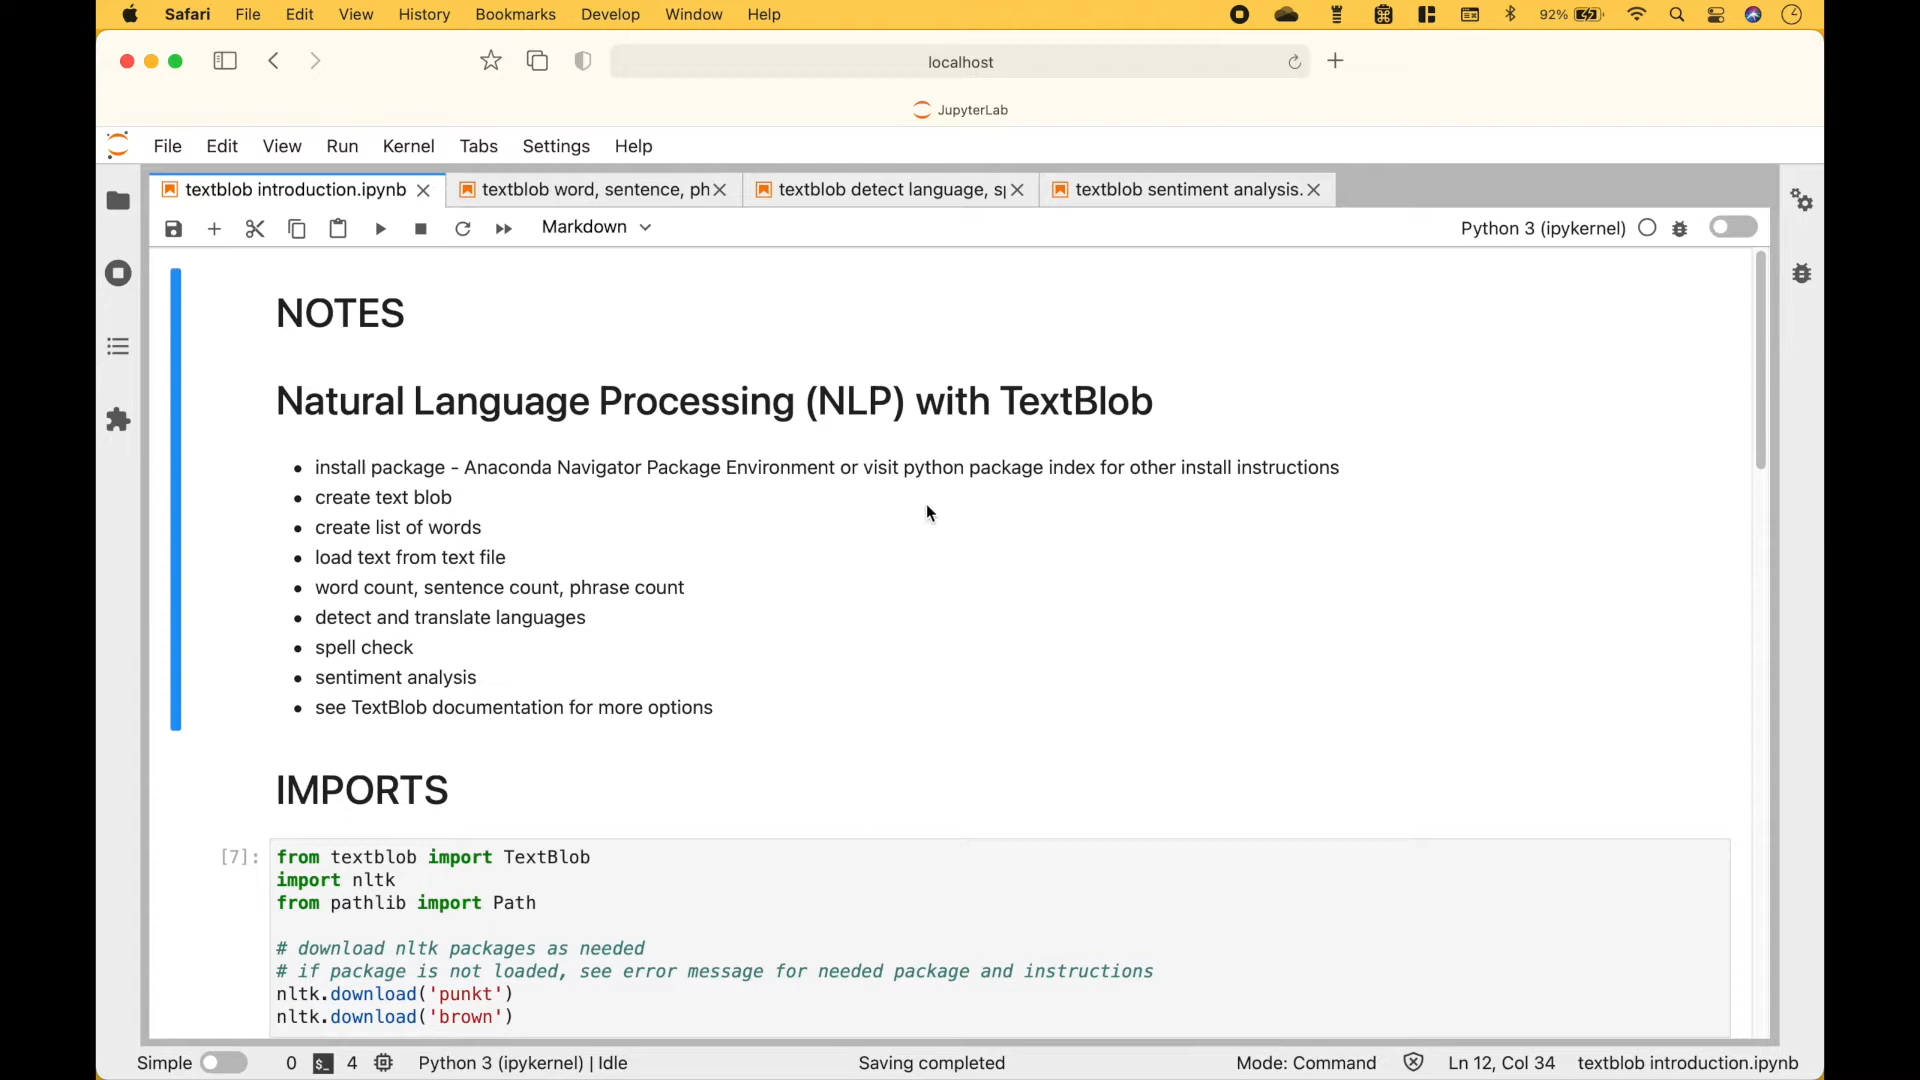 Safari File Edit View History Bookmarks Develop Window Help 92%
localhost
JupyterLab
File Edit View Run Kernel Tabs Settings Help
textblob introduction.ipynb textblob word, sentence, ph textblob detect language, sp textblob sentiment analysis.
Markdown Python 3 (ipykernel)
NOTES
Natural Language Processing (NLP) with TextBlob
• install package - Anaconda Navigator Package Environment or visit python package index for other install instructions
• create text blob
• create list of words
• load text from text file
• word count, sentence count, phrase count
• detect and translate languages
• spell check
• sentiment analysis
• see TextBlob documentation for more options
IMPORTS
[7]: from textblob import TextBlob
import nltk
from pathlib import Path
# download nltk packages as needed
# if package is not loaded, see error message for needed package and instructions
nltk.download('punkt')
nltk.download('brown')
Simple 0 $_ 4 Python 3 (ipykernel) | Idle Saving completed Mode: Command Ln 12, Col 34 textblob introduction.ipynb